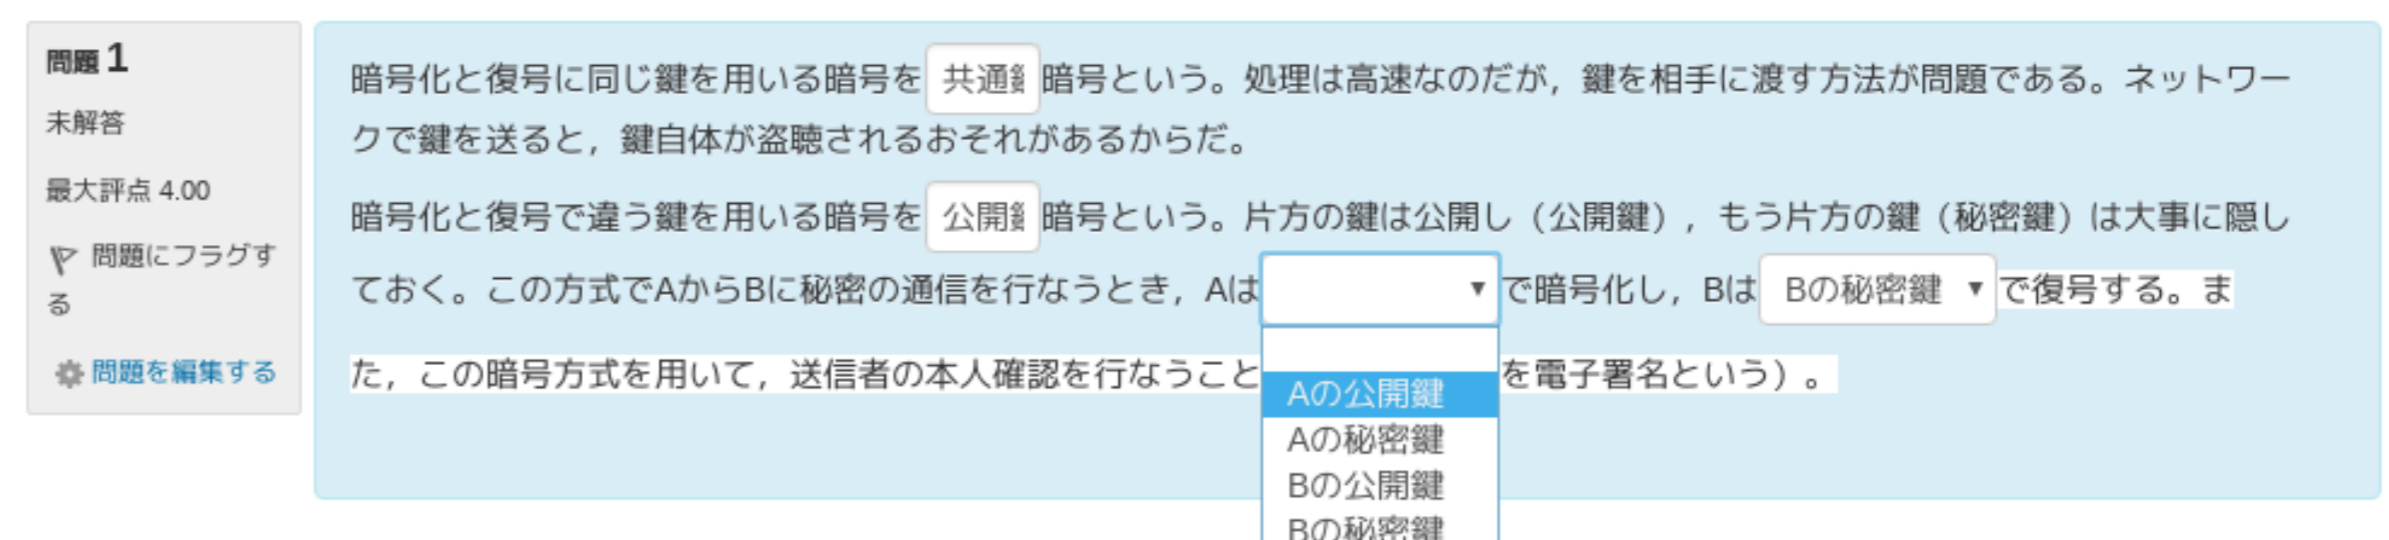 問題 1
未解答
最大評点 4.00
問題にフラグす
る
問題を編集する
暗号化と復号に同じ鍵を用いる暗号を 共通 暗号という。処理は高速なのだが，鍵を相手に渡す方法が問題である。ネットワー
クで鍵を送ると，鍵自体が盗聴されるおそれがあるからだ。
暗号化と復号で違う鍵を用いる暗号を 公開 暗号という。片方の鍵は公開し（公開鍵），もう片方の鍵（秘密鍵）は大事に隠し
ておく。この方式でAからBに秘密の通信を行なうとき，Aは で暗号化し，Bは Bの秘密鍵 で復号する。ま
た，この暗号方式を用いて，送信者の本人確認を行なうこと を電子署名という）。
Aの公開鍵
Aの秘密鍵
Bの公開鍵
Bの秘密鍵